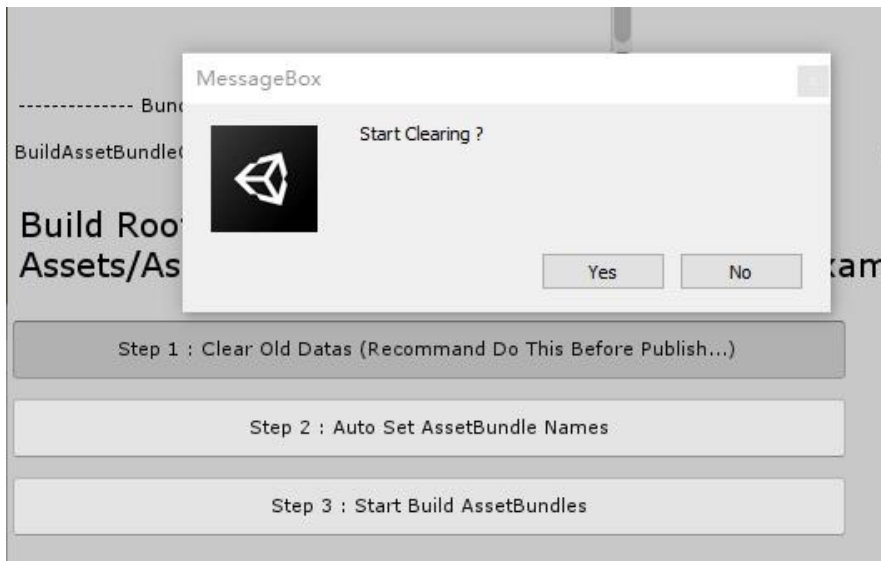 MessageBox
Start Clearing ?
Yes
No
-------------- Bun
BuildAssetBundle
Build Roo
Assets/As
xam
Step 1 : Clear Old Datas (Recommand Do This Before Publish...)
Step 2 : Auto Set AssetBundle Names
Step 3 : Start Build AssetBundles